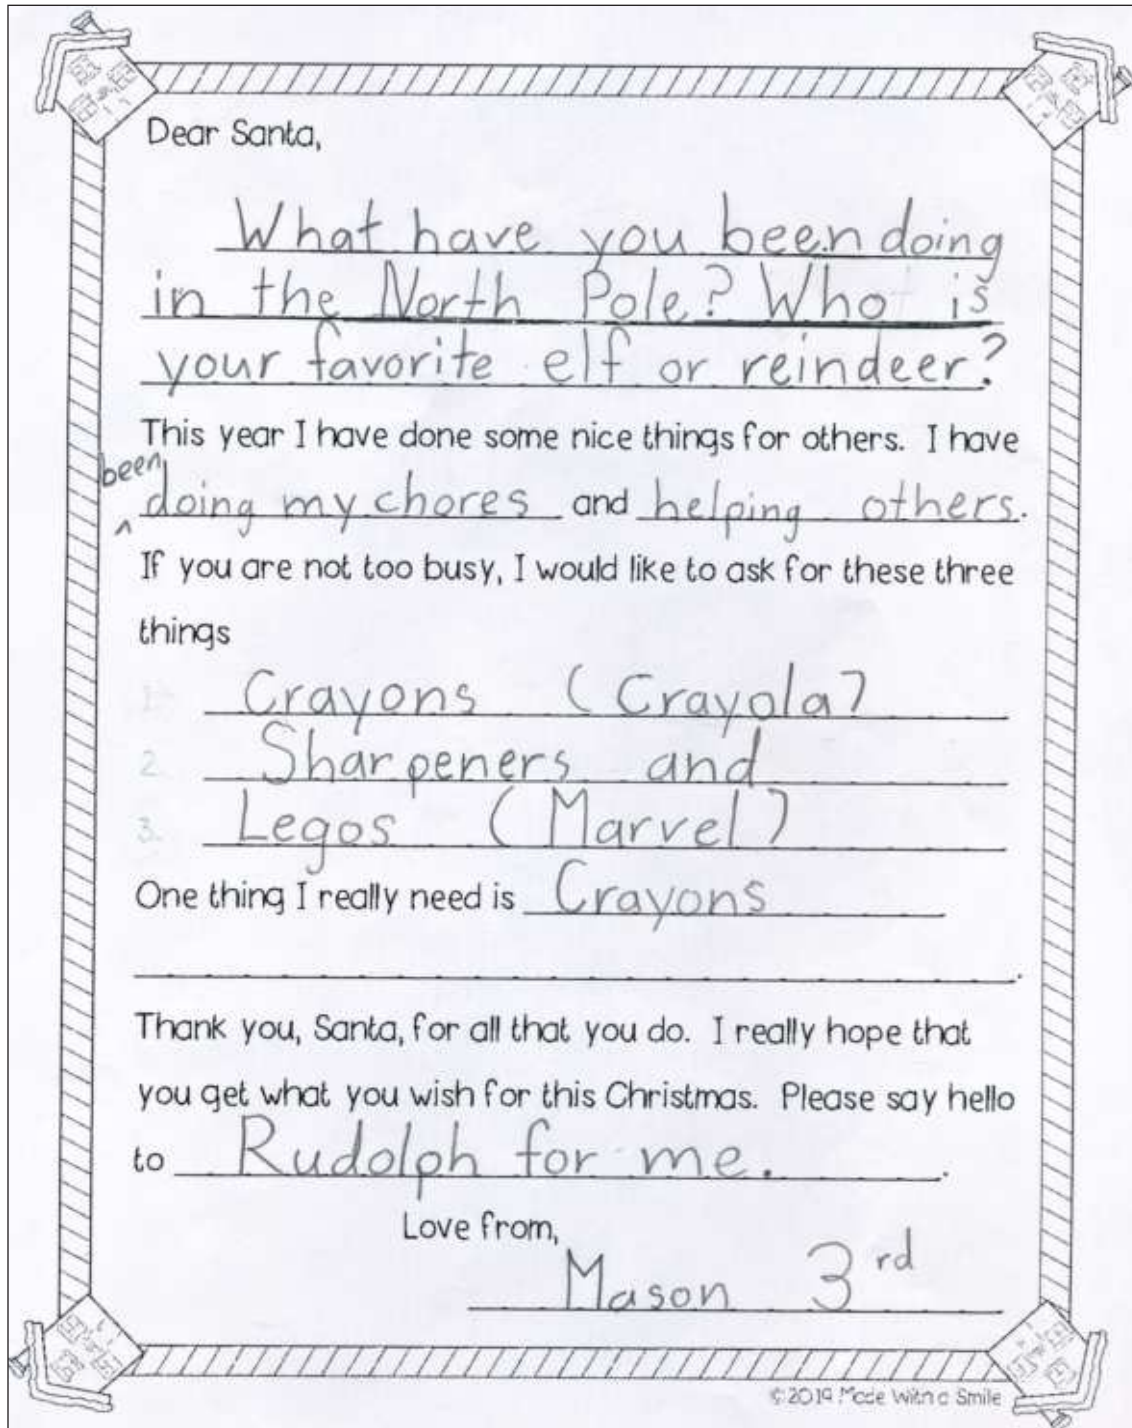 Dear Santa,
What have you been doing
in the North Pole? Who is
your favorite elf or reindeer?
This year I have done some nice things for others. I have
been
doing my chores and helping others.
^
If you are not too busy, I would like to ask for these three
things
1. Crayons (Crayola)
2. Sharpeners and
3. Legos (Marvel)
One thing I really need is Crayons
.
Thank you, Santa, for all that you do. I really hope that
you get what you wish for this Christmas. Please say hello
to Rudolph for me. .
Love from,
Mason 3rd
©2019 Made With a Smile